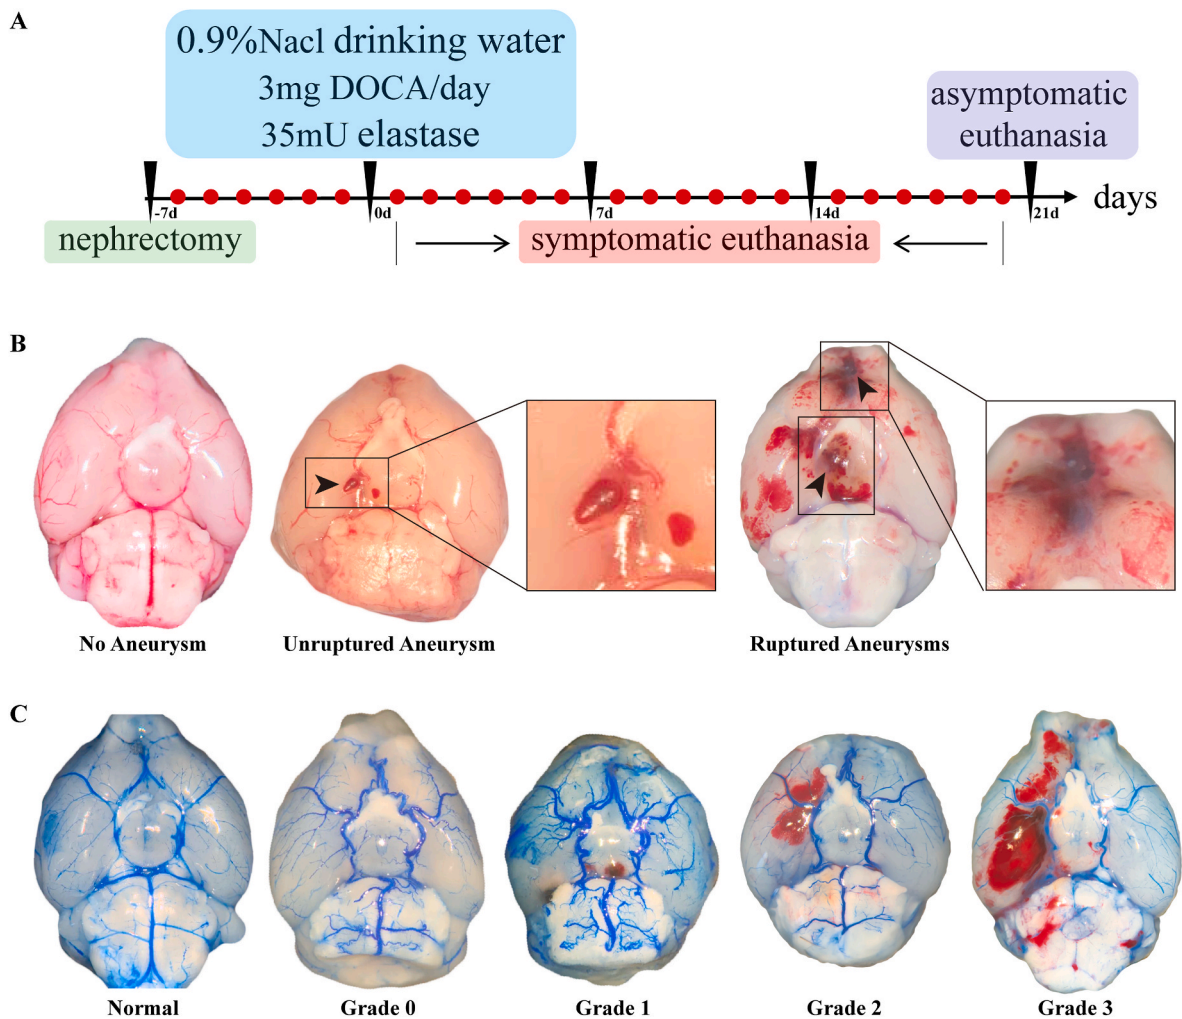 A
0.9%Nacl drinking water
3mg DOCA/day
35mU elastase
asymptomatic
euthanasia
-7d
0d
7d
14d
21d
days
nephrectomy
symptomatic euthanasia
B
No Aneurysm
Unruptured Aneurysm
Ruptured Aneurysms
C
Normal
Grade 0
Grade 1
Grade 2
Grade 3